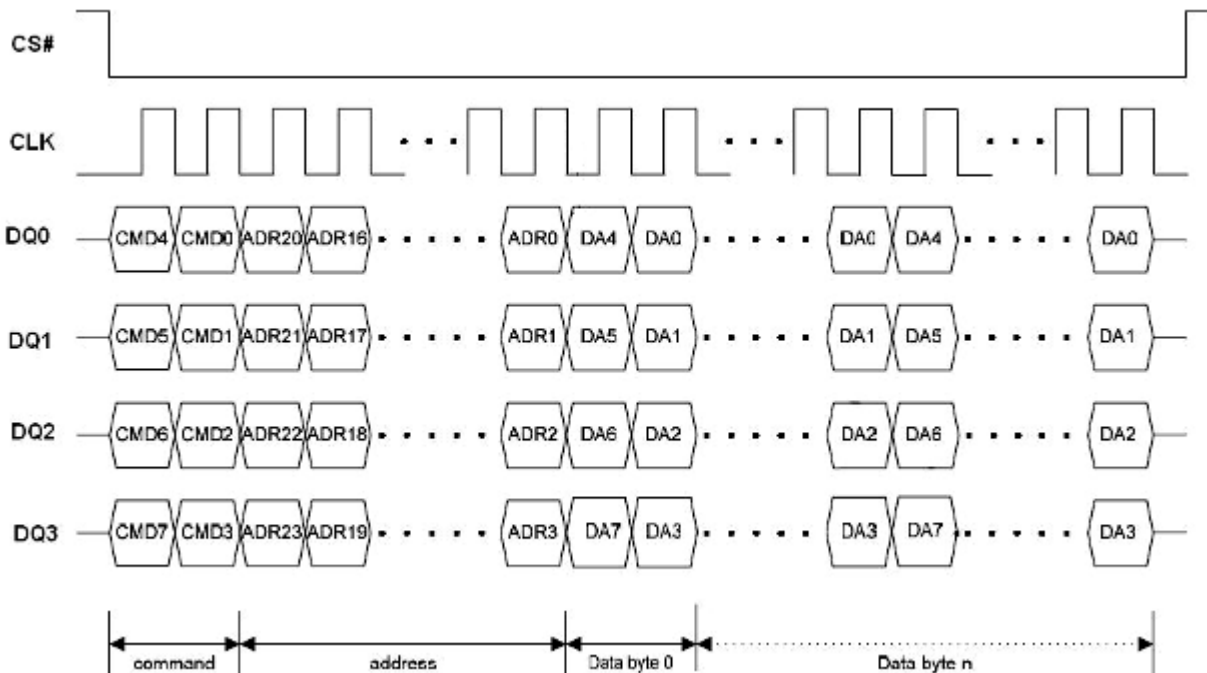 CS#
CLK
DQ0 CMD4 CMD0 ADR20 ADR16 ADR0 DA4 DA0 DA0 DA4 DA0
DQ1 CMD5 CMD1 ADR21 ADR17 ADR1 DA5 DA1 DA1 DA5 DA1
DQ2 CMD6 CMD2 ADR22 ADR18 ADR2 DA6 DA2 DA2 DA6 DA2
DQ3 CMD7 CMD3 ADR23 ADR19 ADR3 DA7 DA3 DA3 DA7 DA3
command address Data byte 0 Data byte n